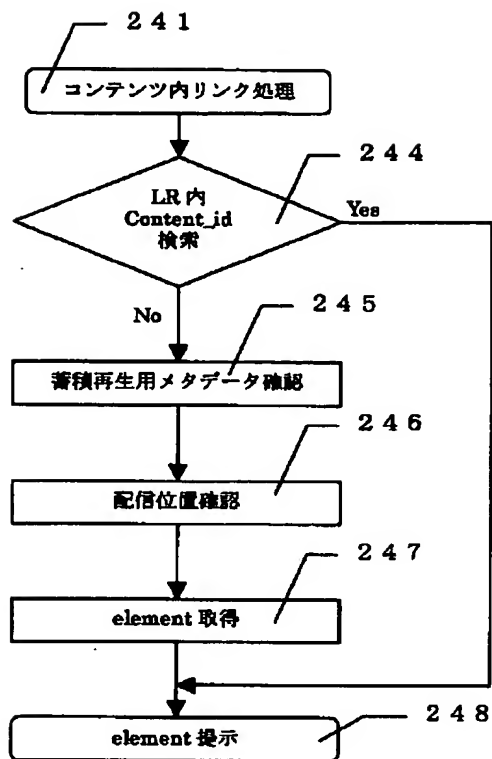 241
コンテンツ内リンク処理
244
LR内
Content_id
検索
Yes
No
245
蓄積再生用メタデータ確認
246
配信位置確認
247
element 取得
248
element 提示